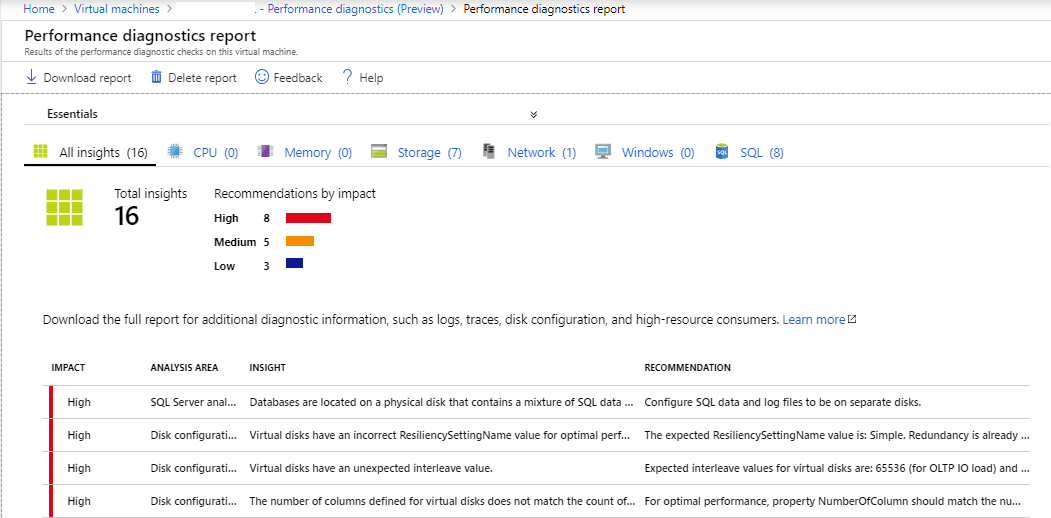 Home > Virtual machines > . - Performance diagnostics (Preview) > Performance diagnostics report
Performance diagnostics report
Results of the performance diagnostic checks on this virtual machine.
Download report Delete report Feedback Help
Essentials
All insights (16) CPU (0) Memory (0) Storage (7) Network (1) Windows (0) SQL (8)
Total insights Recommendations by impact
16
High 8
Medium 5
Low 3
Download the full report for additional diagnostic information, such as logs, traces, disk configuration, and high-resource consumers. Learn more
IMPACT ANALYSIS AREA INSIGHT RECOMMENDATION
High SQL Server anal... Databases are located on a physical disk that contains a mixture of SQL data ... Configure SQL data and log files to be on separate disks.
High Disk configurati... Virtual disks have an incorrect ResiliencySettingName value for optimal perf... The expected ResiliencySettingName value is: Simple. Redundancy is already ...
High Disk configurati... Virtual disks have an unexpected interleave value. Expected interleave values for virtual disks are: 65536 (for OLTP IO load) and ...
High Disk configurati... The number of columns defined for virtual disks does not match the count of... For optimal performance, property NumberOfColumn should match the nu...